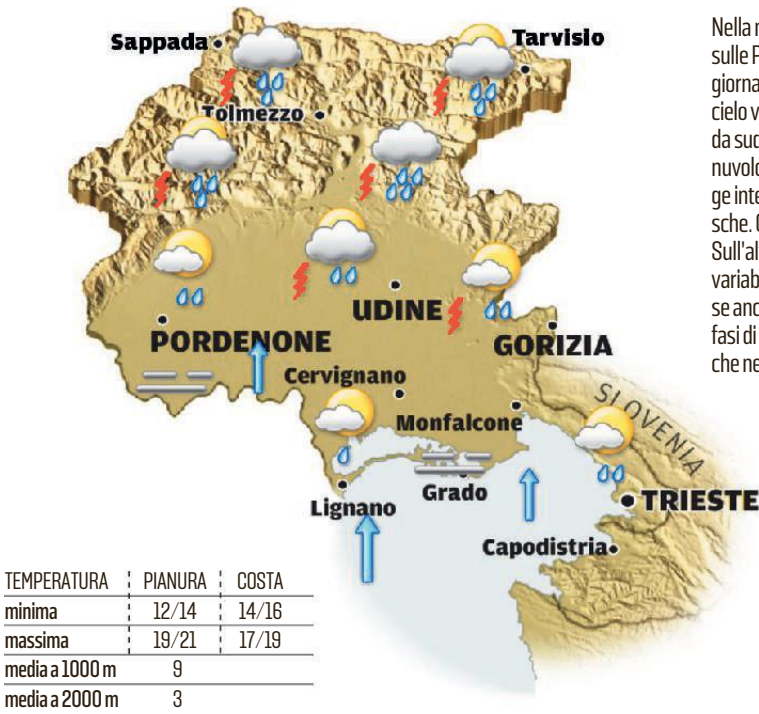 Sappada
Tarvisio
Tolmezzo
UDINE
PORDENONE
GORIZIA
Cervignano
Monfalcone
SLOVENIA
Lignano
Grado
TRIESTE
Capodistria
TEMPERATURA PIANURA COSTA
minima 12/14 14/16
massima 19/21 17/19
media a 1000 m 9
media a 2000 m 3
Nella
sulle
giorna
cielo
da
nuvolo
ge inte
sche.
Sull'al
variab
se anc
fasi di
che ne